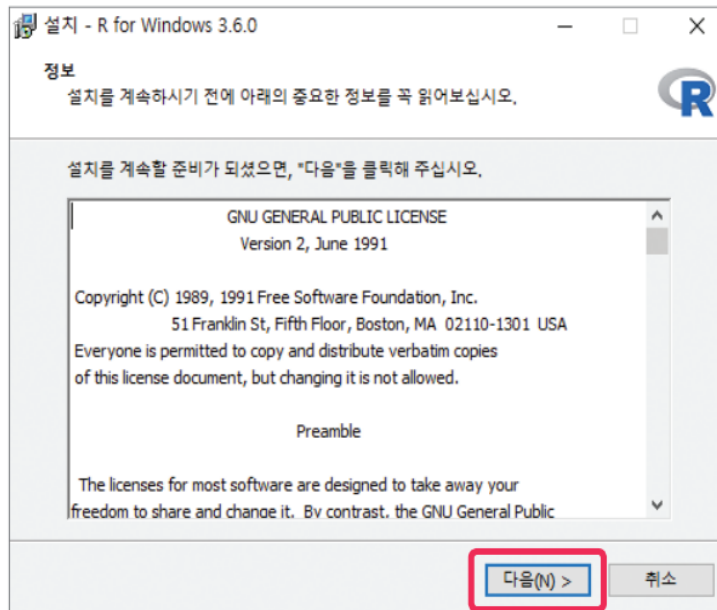 설치 - R for Windows 3.6.0
정보
설치를 계속하시기 전에 아래의 중요한 정보를 꼭 읽어보십시오.
R
설치를 계속할 준비가 되셨으면, "다음"을 클릭해 주십시오.
GNU GENERAL PUBLIC LICENSE
Version 2, June 1991
Copyright (C) 1989, 1991 Free Software Foundation, Inc.
51 Franklin St, Fifth Floor, Boston, MA 02110-1301 USA
Everyone is permitted to copy and distribute verbatim copies
of this license document, but changing it is not allowed.
Preamble
The licenses for most software are designed to take away your
freedom to share and change it. By contrast, the GNU General Public
다음(N) > 취소